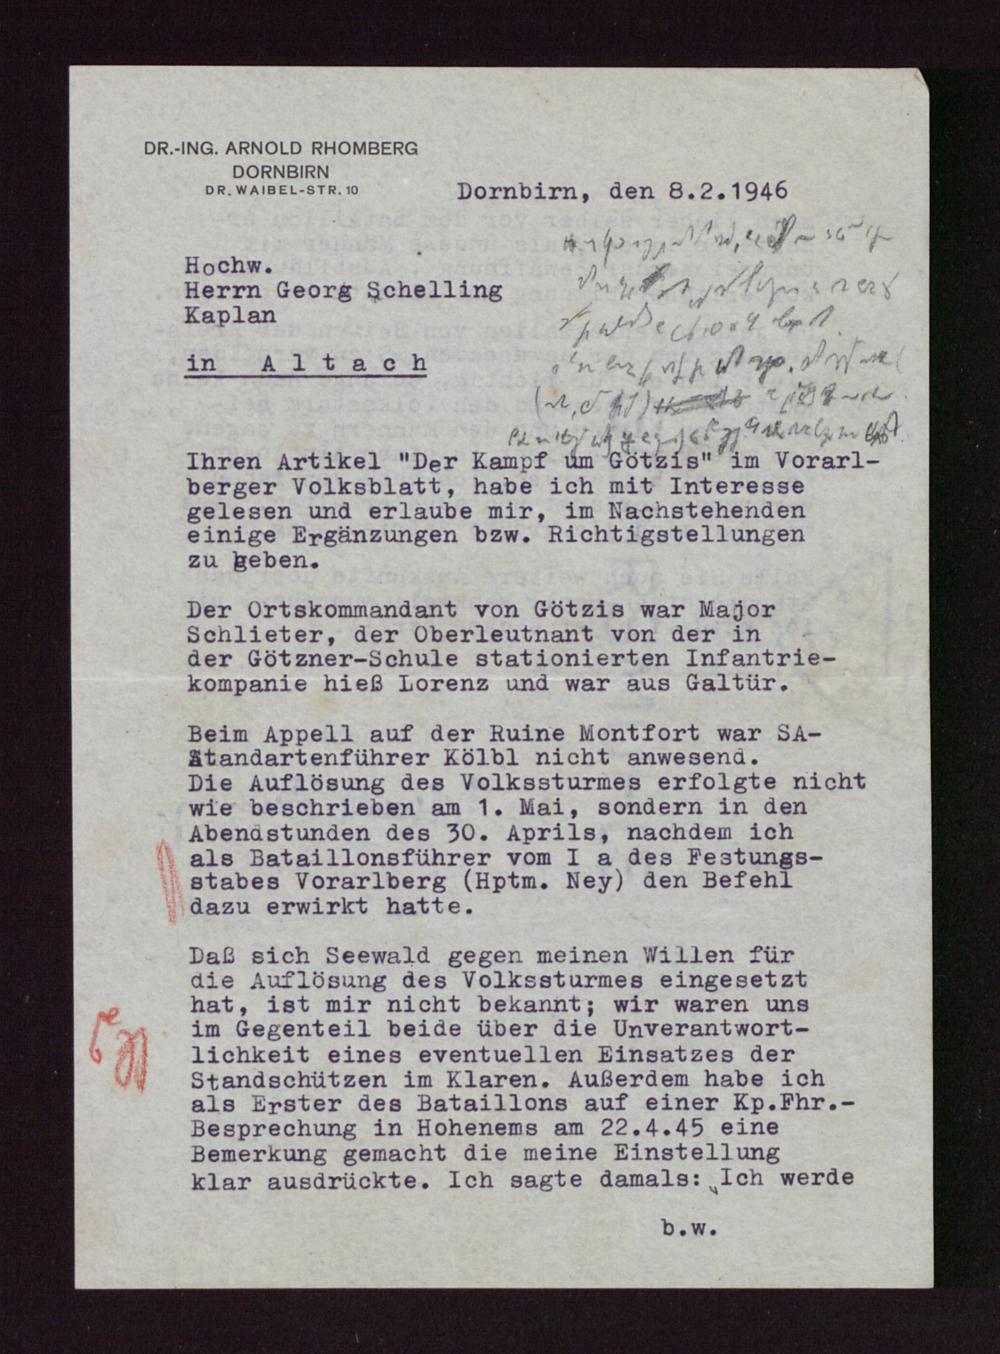 DR.-ING. ARNOLD RHOMBERG
DORNBIRN
DR. WAIBEL-STR. 10
Dornbirn, den 8.2.1946
Hochw.
Herrn Georg Schelling
Kaplan
in Altach
Ihren Artikel "Der Kampf um Götzis" im Vorarl-
berger Volksblatt, habe ich mit Interesse
gelesen und erlaube mir, im Nachstehenden
einige Ergänzungen bzw. Richtigstellungen
zu geben.
Der Ortskommandant von Götzis war Major
Schlieter, der Oberleutnant von der in
der Götzner-Schule stationierten Infantrie-
kompanie hieß Lorenz und war aus Galtür.
Beim Appell auf der Ruine Montfort war SA-
Standartenführer Kölbl nicht anwesend.
Die Auflösung des Volkssturmes erfolgte nicht
wie beschrieben am 1. Mai, sondern in den
Abendstunden des 30. Aprils, nachdem ich
als Bataillonsführer vom I a des Festungs-
stabes Vorarlberg (Hptm. Ney) den Befehl
dazu erwirkt hatte.
Daß sich Seewald gegen meinen Willen für
die Auflösung des Volkssturmes eingesetzt
hat, ist mir nicht bekannt; wir waren uns
im Gegenteil beide über die Unverantwort-
lichkeit eines eventuellen Einsatzes der
Standschützen im Klaren. Außerdem habe ich
als Erster des Bataillons auf einer Kp.Fhr.-
Besprechung in Hohenems am 22.4.45 eine
Bemerkung gemacht die meine Einstellung
klar ausdrückte. Ich sagte damals: „Ich werde
b.w.